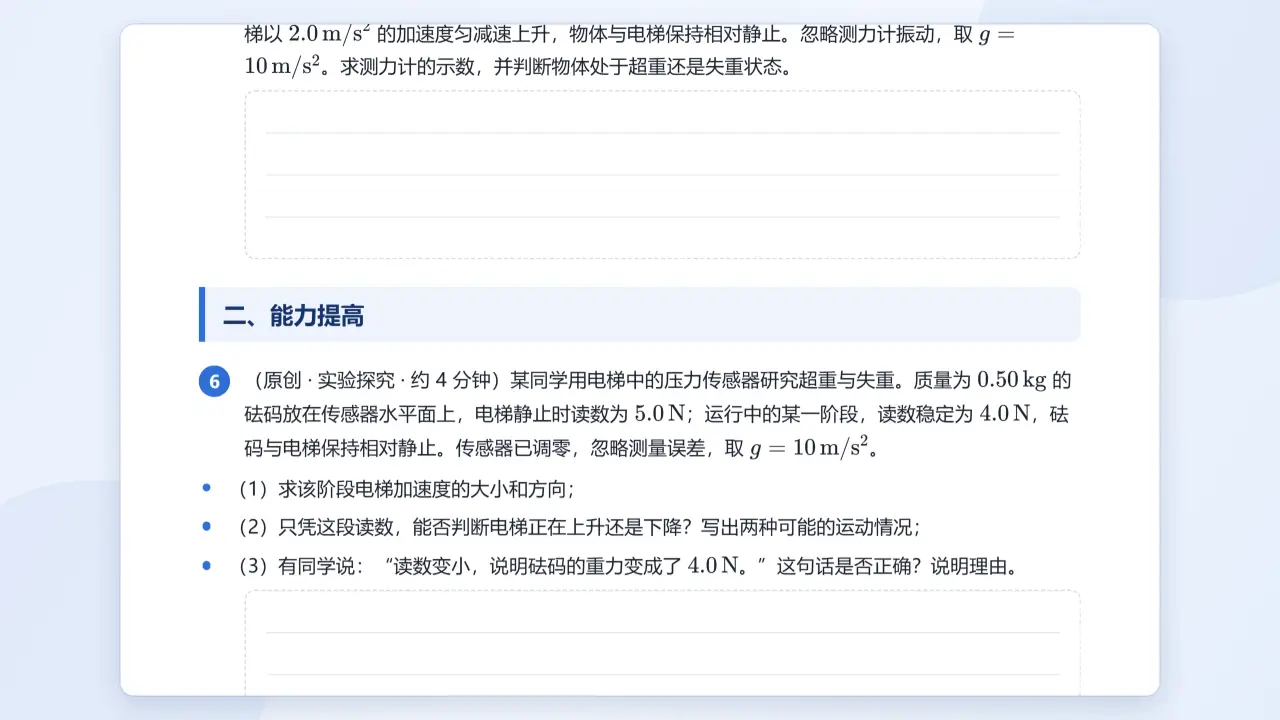 梯以 2.0 m/s² 的加速度匀减速上升，物体与电梯保持相对静止。忽略测力计振动，取 g =
10 m/s²。求测力计的示数，并判断物体处于超重还是失重状态。
二、能力提高
6 （原创 · 实验探究 · 约 4 分钟）某同学用电梯中的压力传感器研究超重与失重。质量为 0.50 kg 的
砝码放在传感器水平面上，电梯静止时读数为 5.0 N；运行中的某一阶段，读数稳定为 4.0 N，砝
码与电梯保持相对静止。传感器已调零，忽略测量误差，取 g = 10 m/s²。
• （1）求该阶段电梯加速度的大小和方向；
• （2）只凭这段读数，能否判断电梯正在上升还是下降？写出两种可能的运动情况；
• （3）有同学说：“读数变小，说明砝码的重力变成了 4.0 N。”这句话是否正确？说明理由。